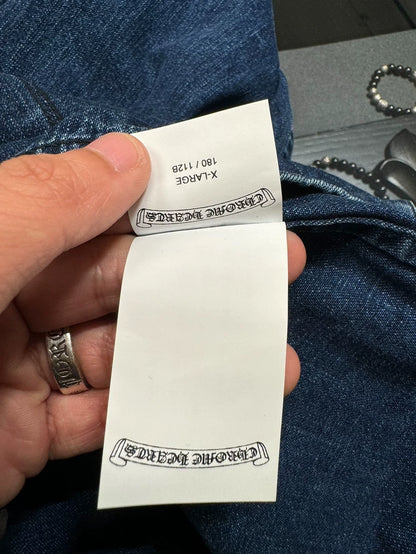 X-LARGE
180 / 112B
CHROME HEARTS
CHROME HEARTS